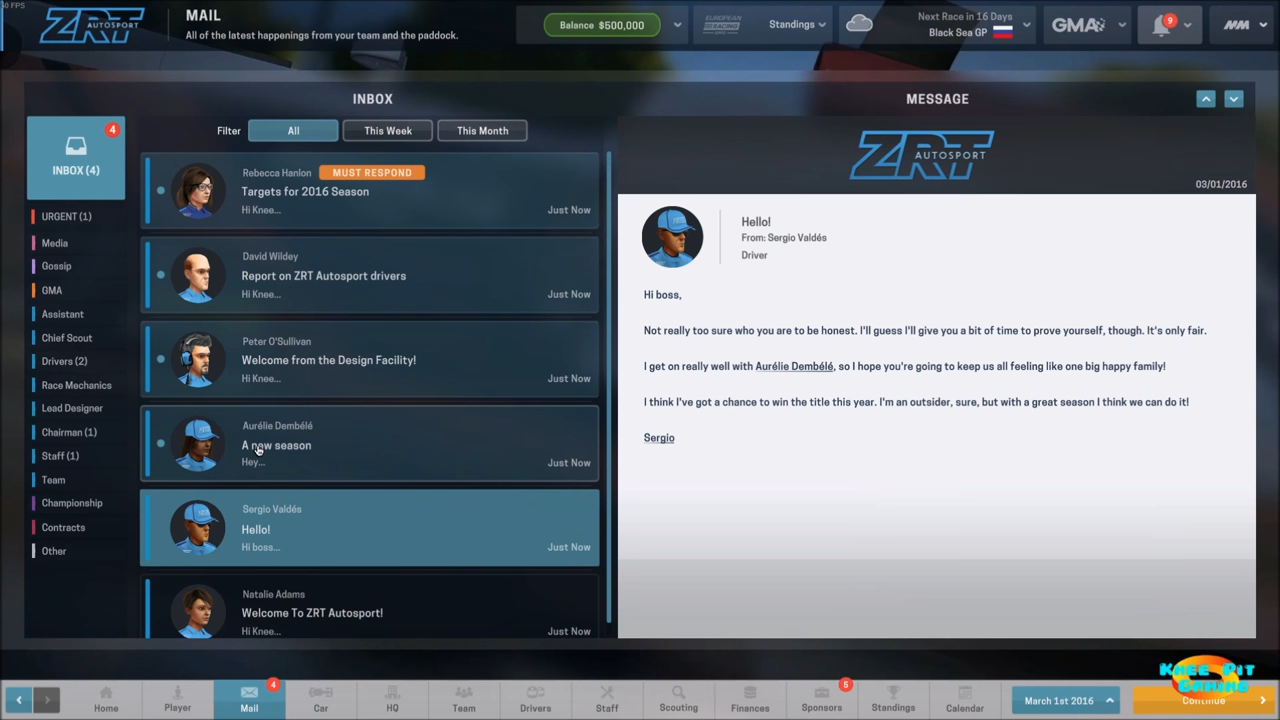 60 FPS
ZRT AUTOSPORT
MAIL
All of the latest happenings from your team and the paddock.
Balance $500,000
EUROPEAN RACING SERIES
Standings
Next Race in 16 Days
Black Sea GP
GMA
9
INBOX
MESSAGE
4
INBOX (4)
Filter All This Week This Month
URGENT (1)
Media
Gossip
GMA
Assistant
Chief Scout
Drivers (2)
Race Mechanics
Lead Designer
Chairman (1)
Staff (1)
Team
Championship
Contracts
Other
Rebecca Hanlon MUST RESPOND
Targets for 2016 Season
Hi Knee... Just Now
David Wildey
Report on ZRT Autosport drivers
Hi Knee... Just Now
Peter O'Sullivan
Welcome from the Design Facility!
Hi Knee... Just Now
Aurélie Dembélé
A new season
Hey... Just Now
Sergio Valdés
Hello!
Hi boss... Just Now
Natalie Adams
Welcome To ZRT Autosport!
Hi Knee... Just Now
ZRT AUTOSPORT
03/01/2016
Hello!
From: Sergio Valdés
Driver
Hi boss,
Not really too sure who you are to be honest. I'll guess I'll give you a bit of time to prove yourself, though. It's only fair.
I get on really well with Aurélie Dembélé, so I hope you're going to keep us all feeling like one big happy family!
I think I've got a chance to win the title this year. I'm an outsider, sure, but with a great season I think we can do it!
Sergio
Knee Pit
Gaming
Home
Player
4
Mail
Car
HQ
Team
Drivers
Staff
Scouting
Finances
5
Sponsors
Standings
Calendar
March 1st 2016
Continue